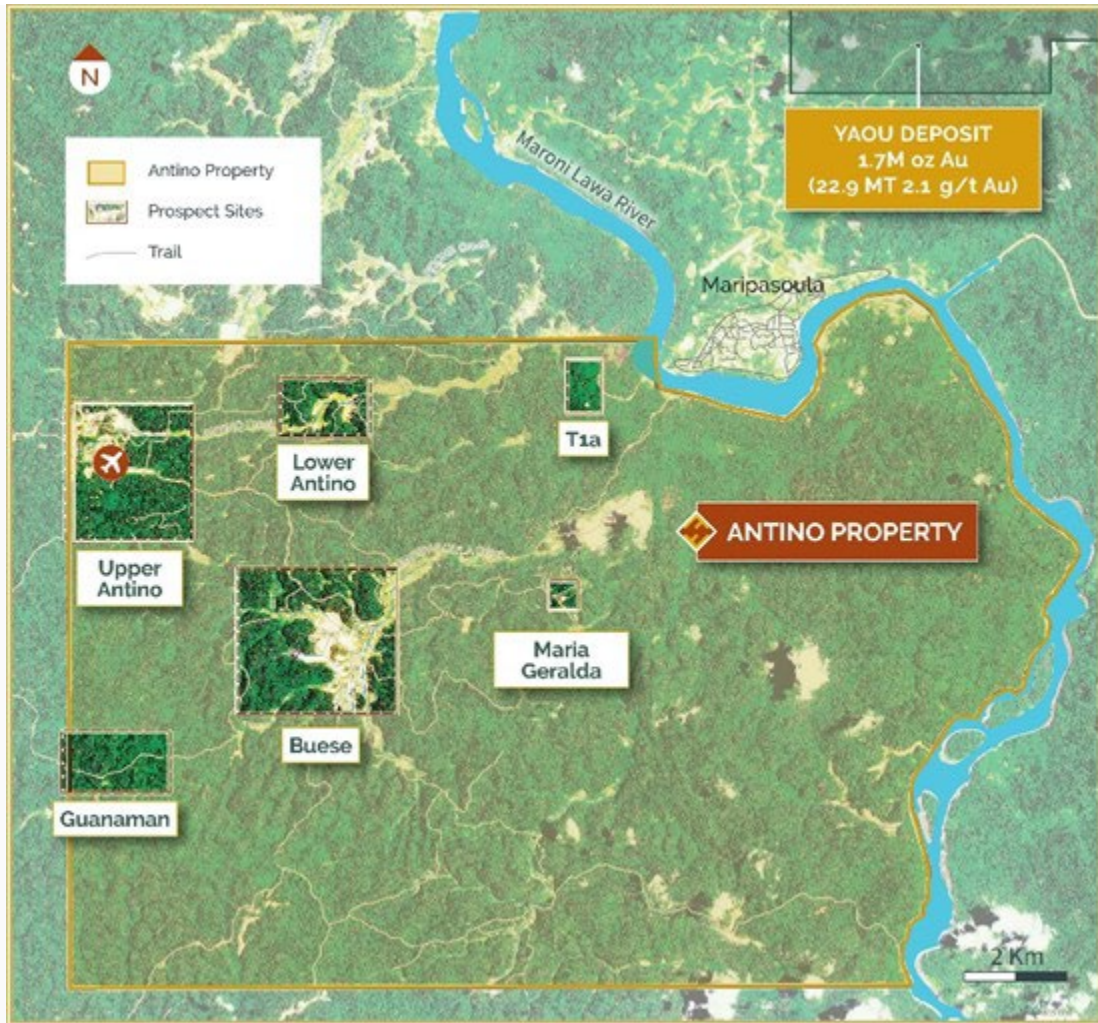 N
Antino Property
Prospect Sites
Trail
Maroni Lawa River
YAOU DEPOSIT
1.7M oz Au
(22.9 MT 2.1 g/t Au)
Maripasoula
T1a
Lower
Antino
Upper
Antino
ANTINO PROPERTY
Maria
Geralda
Buese
Guanaman
2 Km